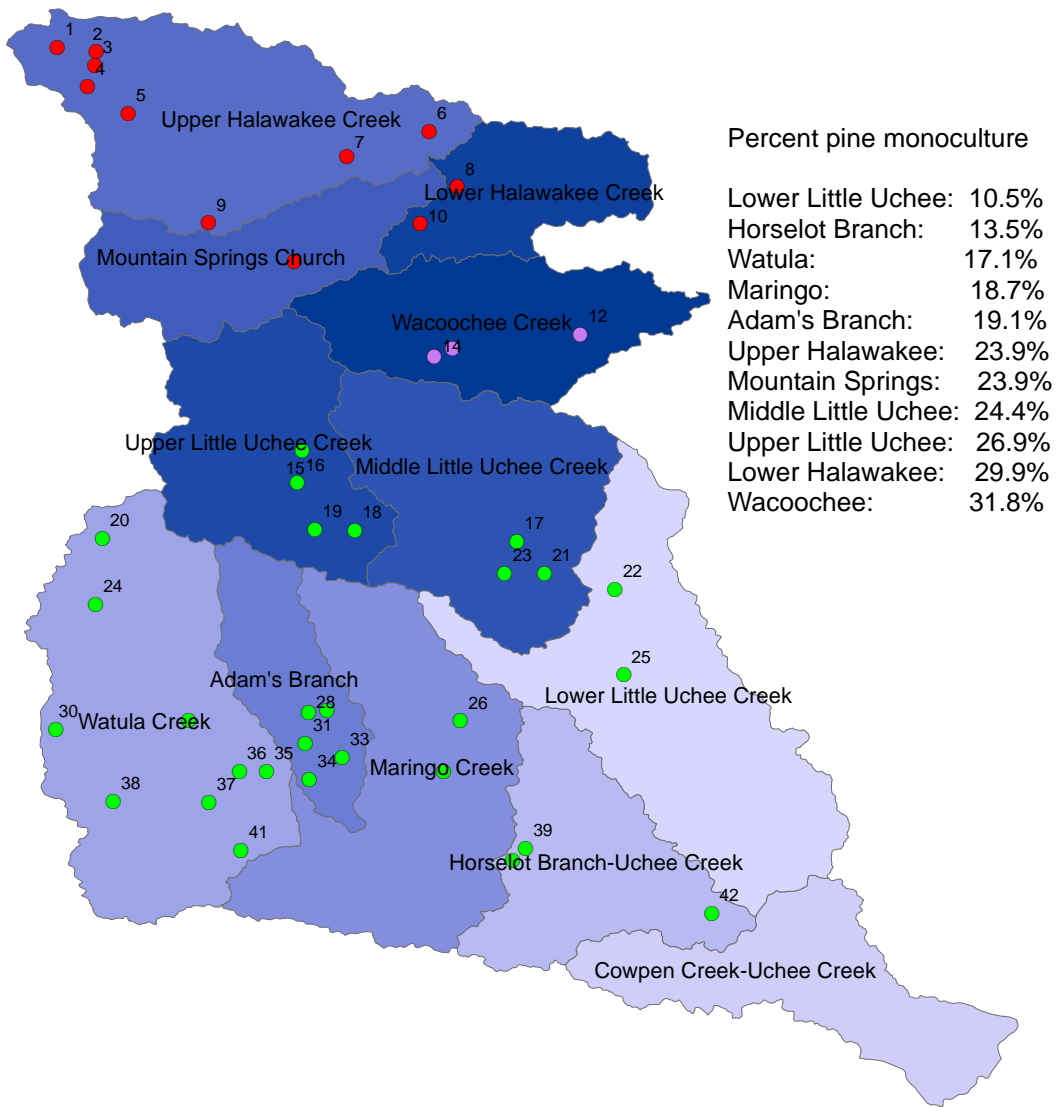 1
2
3
4
5
6
Upper Halawakee Creek
7
8
Lower Halawakee Creek
9
10
Mountain Springs Church
12
Wacoochee Creek
14
Upper Little Uchee Creek
Middle Little Uchee Creek
15 16
19 18
17
20
23 21
22
24
25
Adam's Branch
Lower Little Uchee Creek
28
26
30
Watula Creek
31
33
34
Maringo Creek
36 35
38
37
39
41
Horselot Branch-Uchee Creek
42
Cowpen Creek-Uchee Creek
Percent pine monoculture
Lower Little Uchee: 10.5%
Horselot Branch: 13.5%
Watula: 17.1%
Maringo: 18.7%
Adam's Branch: 19.1%
Upper Halawakee: 23.9%
Mountain Springs: 23.9%
Middle Little Uchee: 24.4%
Upper Little Uchee: 26.9%
Lower Halawakee: 29.9%
Wacoochee: 31.8%